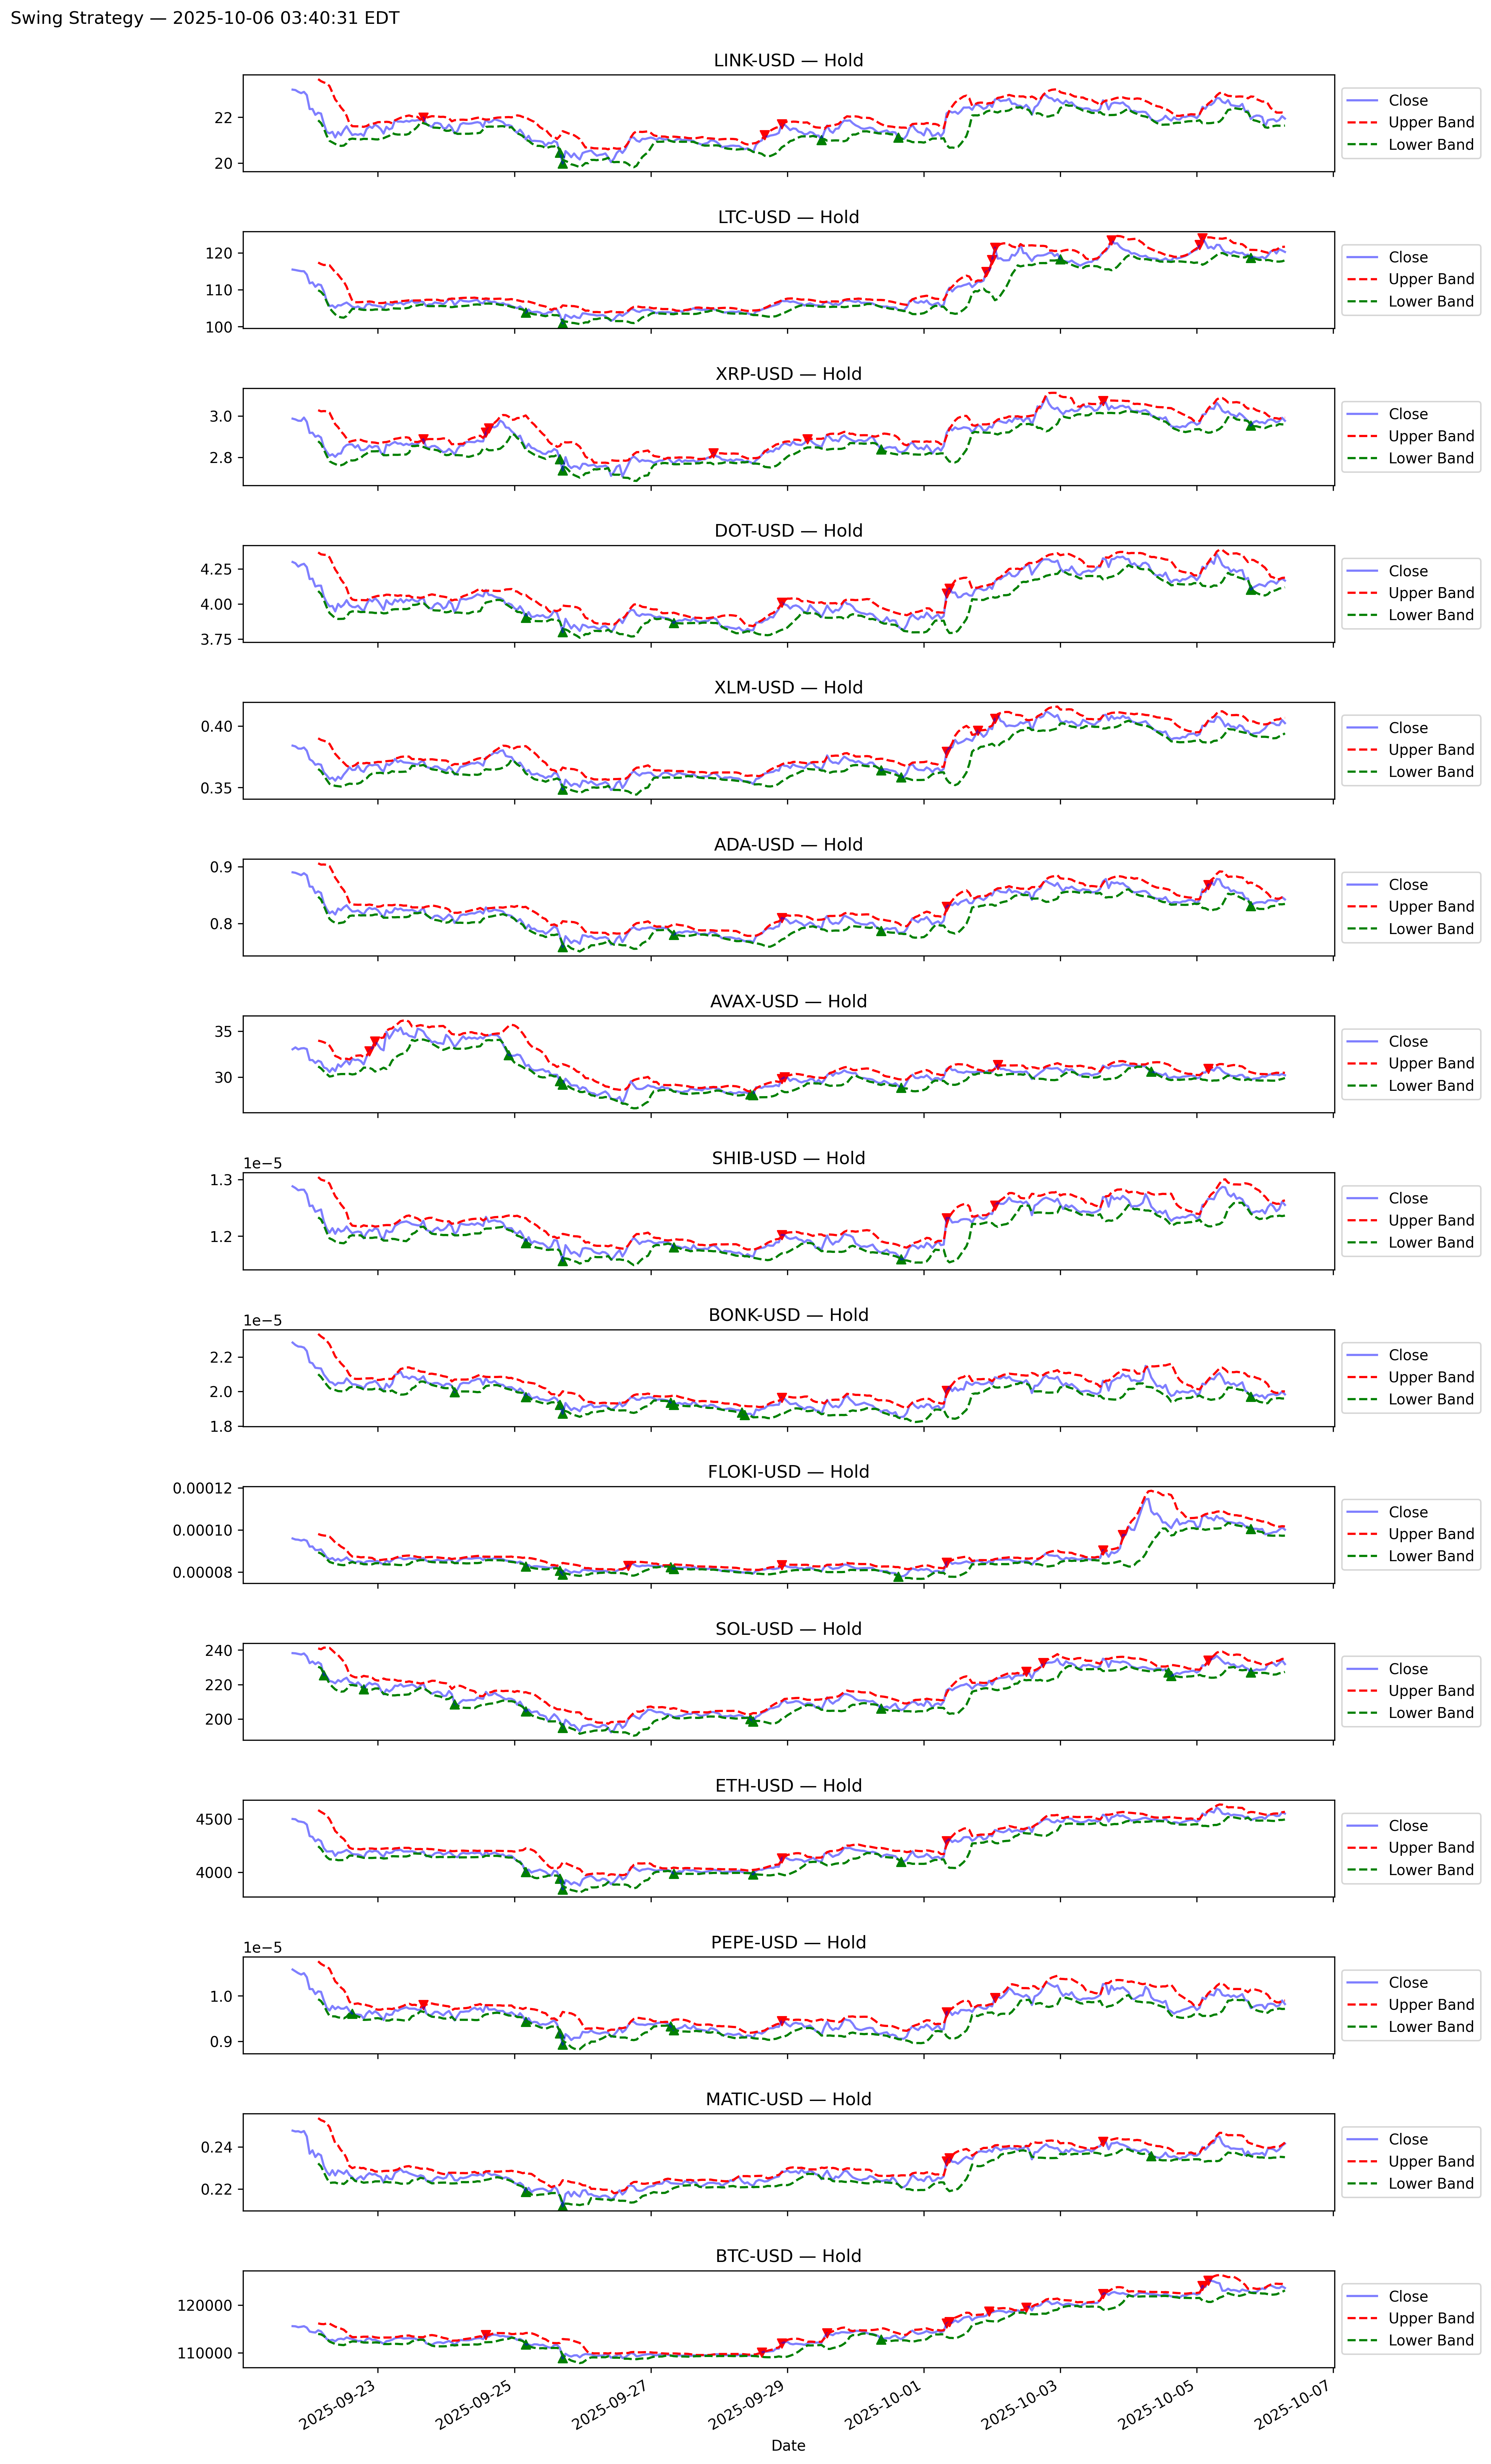 Swing Strategy — 2025-10-06 03:40:31 EDT
LINK-USD — Hold
22
20
Close
Upper Band
Lower Band
LTC-USD — Hold
120
110
100
Close
Upper Band
Lower Band
XRP-USD — Hold
3.0
2.8
Close
Upper Band
Lower Band
DOT-USD — Hold
4.25
4.00
3.75
Close
Upper Band
Lower Band
XLM-USD — Hold
0.40
0.35
Close
Upper Band
Lower Band
ADA-USD — Hold
0.9
0.8
Close
Upper Band
Lower Band
AVAX-USD — Hold
35
30
Close
Upper Band
Lower Band
SHIB-USD — Hold
1e−5
1.3
1.2
Close
Upper Band
Lower Band
BONK-USD — Hold
1e−5
2.2
2.0
1.8
Close
Upper Band
Lower Band
FLOKI-USD — Hold
0.00012
0.00010
0.00008
Close
Upper Band
Lower Band
SOL-USD — Hold
240
220
200
Close
Upper Band
Lower Band
ETH-USD — Hold
4500
4000
Close
Upper Band
Lower Band
PEPE-USD — Hold
1e−5
1.0
0.9
Close
Upper Band
Lower Band
MATIC-USD — Hold
0.24
0.22
Close
Upper Band
Lower Band
BTC-USD — Hold
120000
110000
Close
Upper Band
Lower Band
2025-09-23
2025-09-25
2025-09-27
2025-09-29
2025-10-01
2025-10-03
2025-10-05
2025-10-07
Date